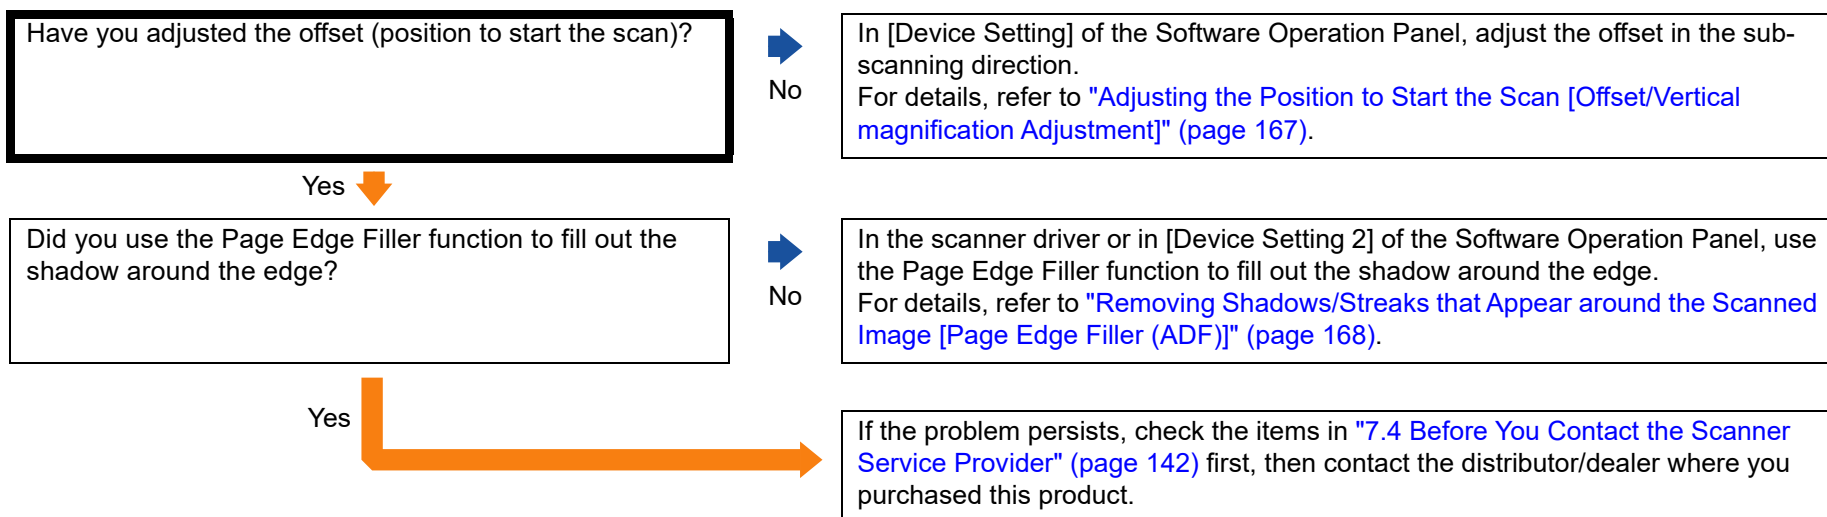 Have you adjusted the offset (position to start the scan)?
No
In [Device Setting] of the Software Operation Panel, adjust the offset in the sub-
scanning direction.
For details, refer to "Adjusting the Position to Start the Scan [Offset/Vertical
magnification Adjustment]" (page 167).
Yes
Did you use the Page Edge Filler function to fill out the
shadow around the edge?
No
In the scanner driver or in [Device Setting 2] of the Software Operation Panel, use
the Page Edge Filler function to fill out the shadow around the edge.
For details, refer to "Removing Shadows/Streaks that Appear around the Scanned
Image [Page Edge Filler (ADF)]" (page 168).
Yes
If the problem persists, check the items in "7.4 Before You Contact the Scanner
Service Provider" (page 142) first, then contact the distributor/dealer where you
purchased this product.